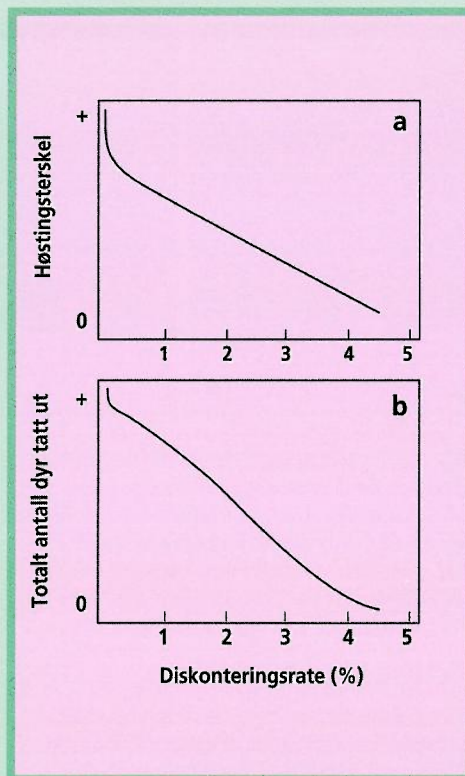 a
+
Høstingsterskel
0
1 2 3 4 5
b
+
Totalt antall dyr tatt ut
0
1 2 3 4 5
Diskonteringsrate (%)